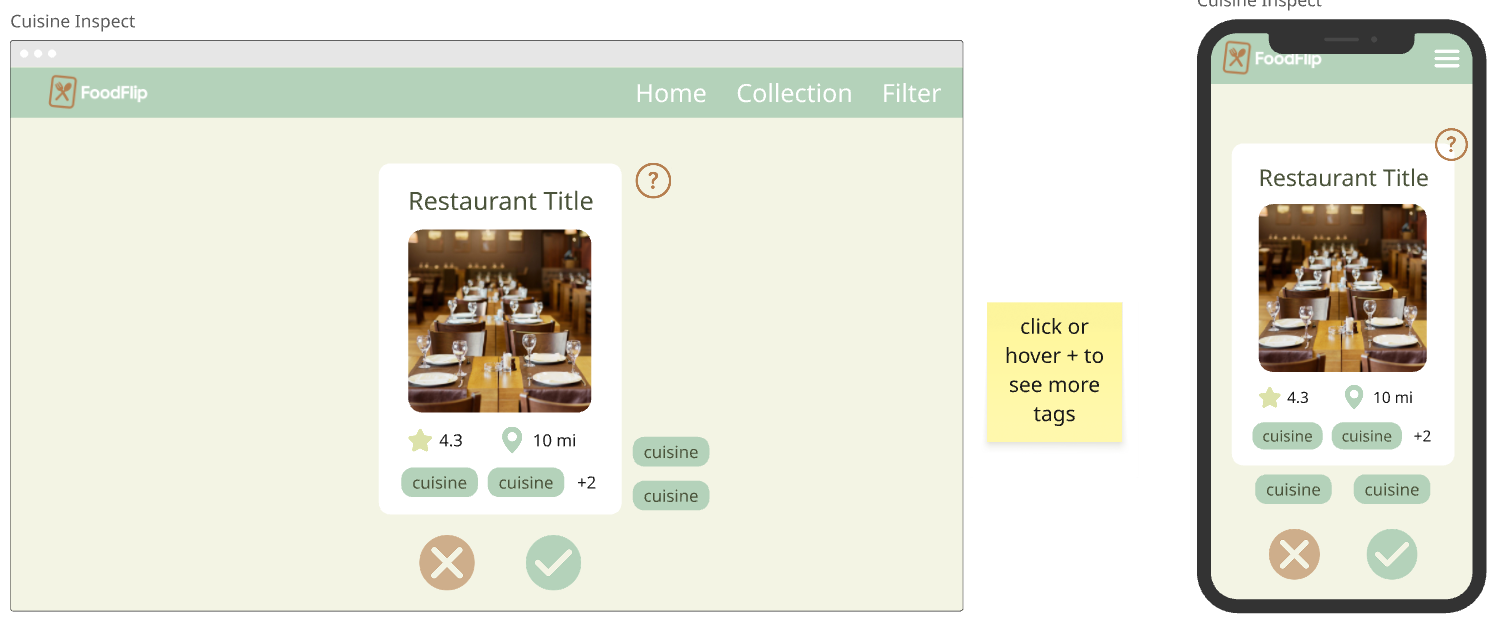 Cuisine Inspect
FoodFlip
Home Collection Filter
?
Restaurant Title
4.3
10 mi
cuisine cuisine +2
cuisine
cuisine
click or
hover + to
see more
tags
Cuisine Inspect
FoodFlip
?
Restaurant Title
4.3
10 mi
cuisine cuisine +2
cuisine cuisine